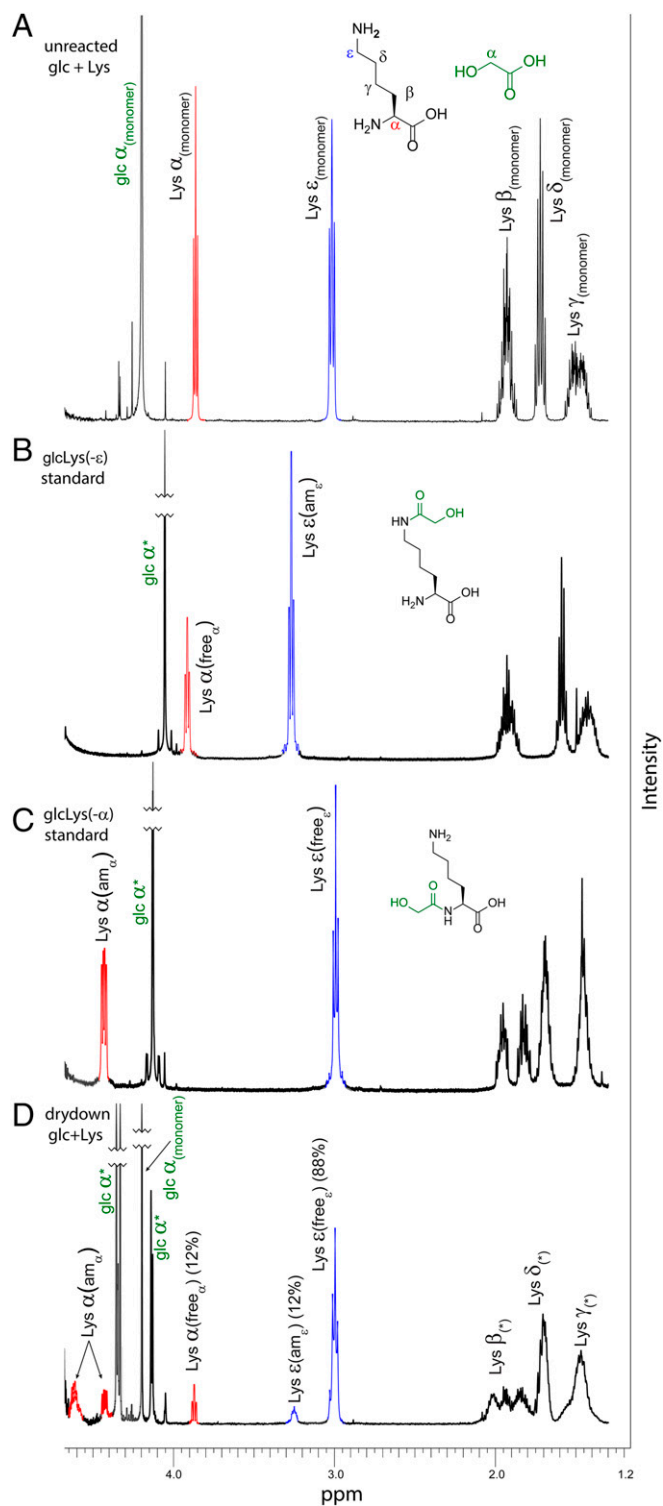 A
unreacted
glc + Lys
glc α(monomer)
Lys α(monomer)
Lys ε(monomer)
NH2
ε
δ
γ
β
H2N
α
O
OH
α
HO
OH
O
Lys β(monomer)
Lys δ(monomer)
Lys γ(monomer)
B
glcLys(-ε)
standard
glc α*
Lys α(freeα)
Lys ε(amε)
O
OH
HN
H2N
O
OH
C
glcLys(-α)
standard
Lys α(amα)
glc α*
Lys ε(freeε)
NH2
HO
O
N
H
O
OH
D
drydown
glc+Lys
Lys α(amα)
glc α*
glc α(monomer)
glc α*
Lys α(freeα) (12%)
Lys ε(amε) (12%)
Lys ε(freeε) (88%)
Lys β(*)
Lys δ(*)
Lys γ(*)
Intensity
4.0
3.0
2.0
1.2
ppm